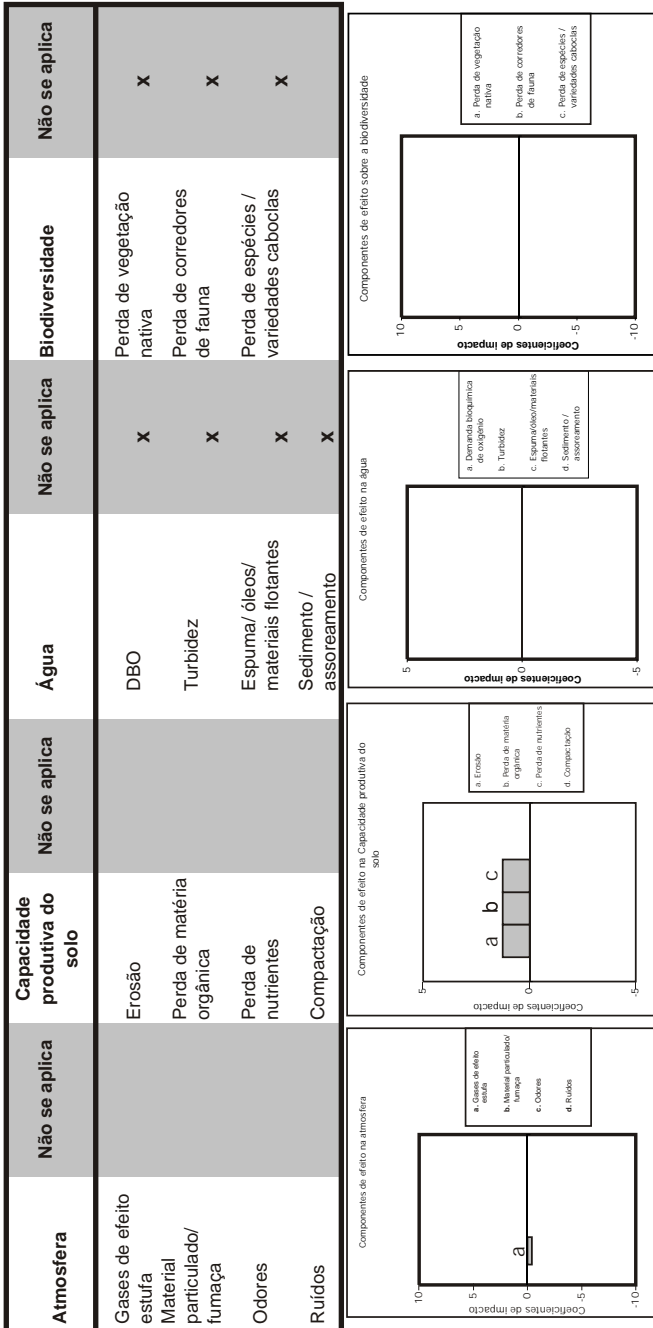 Atmosfera
Não se aplica
Capacidade
produtiva do
solo
Não se aplica
Água
Não se aplica
Biodiversidade
Não se aplica
Gases de efeito
estufa
Erosão
DBO
X
Perda de vegetação
nativa
X
Material
particulado/
fumaça
Perda de matéria
orgânica
Turbidez
X
Perda de corredores
de fauna
X
Odores
Perda de
nutrientes
Espuma/ óleos/
materiais flotantes
X
Perda de espécies /
variedades caboclas
X
Ruídos
Compactação
Sedimento /
assoreamento
X
Componentes de efeito na atmosfera
Coeficientes de impacto
10
5
0
-5
-10
a
a. Gases de efeito
estufa
b. Material particulado/
fumaça
c. Odores
d. Ruídos
Componentes de efeito na Capacidade produtiva do
solo
Coeficientes de impacto
5
0
-5
a
b
c
a. Erosão
b. Perda de matéria
orgânica
c. Perda de nutrientes
d. Compactação
Componentes de efeito na água
Coeficientes de impacto
5
0
-5
a. Demanda bioquímica
de oxigênio
b. Turbidez
c. Espuma/óleo/materiais
flotantes
d. Sedimento /
assoreamento
Componentes de efeito sobre a biodiversidade
Coeficientes de impacto
10
5
0
-5
-10
a. Perda de vegetação
nativa
b. Perda de corredores
de fauna
c. Perda de espécies /
variedades caboclas